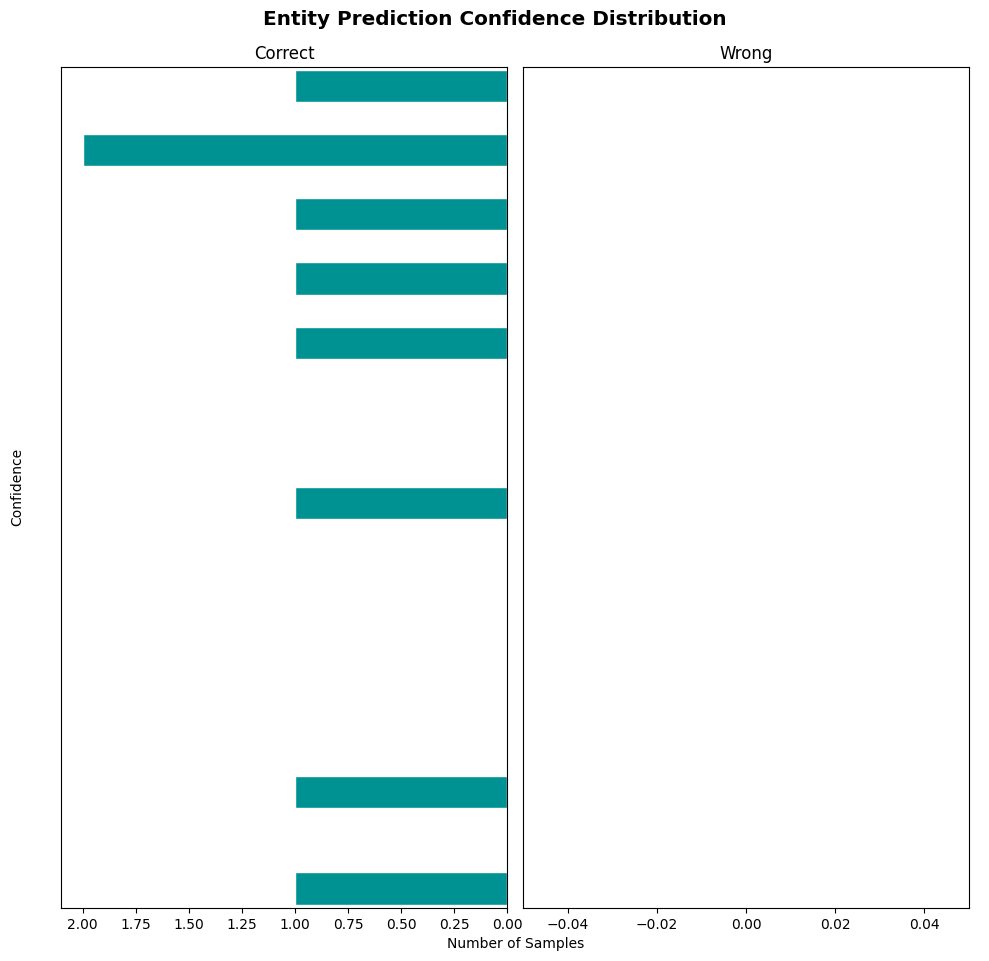 Entity Prediction Confidence Distribution
Correct
Wrong
Confidence
2.00 1.75 1.50 1.25 1.00 0.75 0.50 0.25 0.00
−0.04 −0.02 0.00 0.02 0.04
Number of Samples